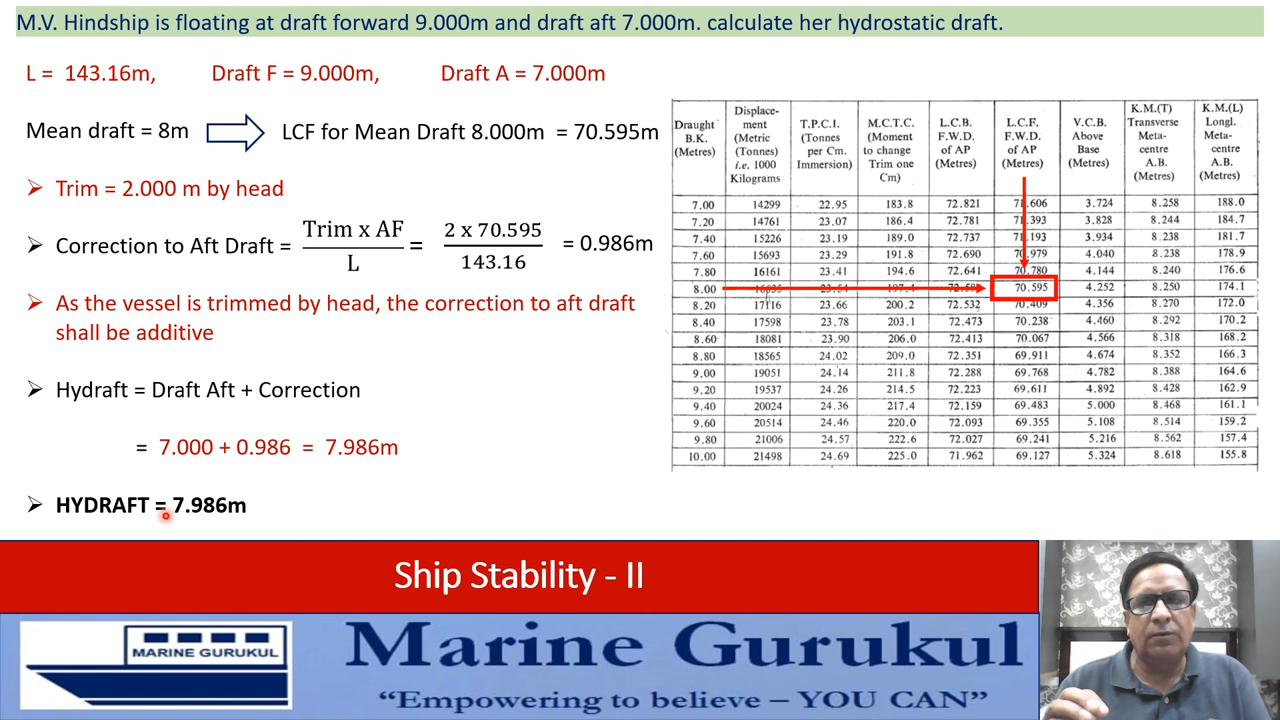 M.V. Hindship is floating at draft forward 9.000m and draft aft 7.000m. calculate her hydrostatic draft.
L = 143.16m, Draft F = 9.000m, Draft A = 7.000m
Mean draft = 8m LCF for Mean Draft 8.000m = 70.595m
➢ Trim = 2.000 m by head
➢ Correction to Aft Draft = Trim x AF / L = 2 x 70.595 / 143.16 = 0.986m
➢ As the vessel is trimmed by head, the correction to aft draft
shall be additive
➢ Hydraft = Draft Aft + Correction
= 7.000 + 0.986 = 7.986m
➢ HYDRAFT = 7.986m
Draught B.K. (Metres) Displace-ment (Metric (Tonnes) i.e. 1000 Kilograms T.P.C.I. (Tonnes per Cm. Immersion) M.C.T.C. (Moment to change Trim one Cm) L.C.B. F.W.D. of AP (Metres) L.C.F. F.W.D. of AP (Metres) V.C.B. Above Base (Metres) K.M.(T) Transverse Meta-centre A.B. (Metres) K.M.(L) Longl. Meta-centre A.B. (Metres)
7.00 14299 22.95 183.8 72.821 71.606 3.724 8.258 188.0
7.20 14761 23.07 186.4 72.781 71.393 3.828 8.244 184.7
7.40 15226 23.19 189.0 72.737 71.193 3.934 8.238 181.7
7.60 15693 23.29 191.8 72.690 70.979 4.040 8.238 178.9
7.80 16161 23.41 194.6 72.641 70.780 4.144 8.240 176.6
8.00 70.595 4.252 8.250 174.1
8.20 17116 23.66 200.2 72.532 70.409 4.356 8.270 172.0
8.40 17598 23.78 203.1 72.473 70.238 4.460 8.292 170.2
8.60 18081 23.90 206.0 72.413 70.067 4.566 8.318 168.2
8.80 18565 24.02 209.0 72.351 69.911 4.674 8.352 166.3
9.00 19051 24.14 211.8 72.288 69.768 4.782 8.388 164.6
9.20 19537 24.26 214.5 72.223 69.611 4.892 8.428 162.9
9.40 20024 24.36 217.4 72.159 69.483 5.000 8.468 161.1
9.60 20514 24.46 220.0 72.093 69.355 5.108 8.514 159.2
9.80 21006 24.57 222.6 72.027 69.241 5.216 8.562 157.4
10.00 21498 24.69 225.0 71.962 69.127 5.324 8.618 155.8
Ship Stability - II
MARINE GURUKUL
Marine Gurukul
“Empowering to believe – YOU CAN”